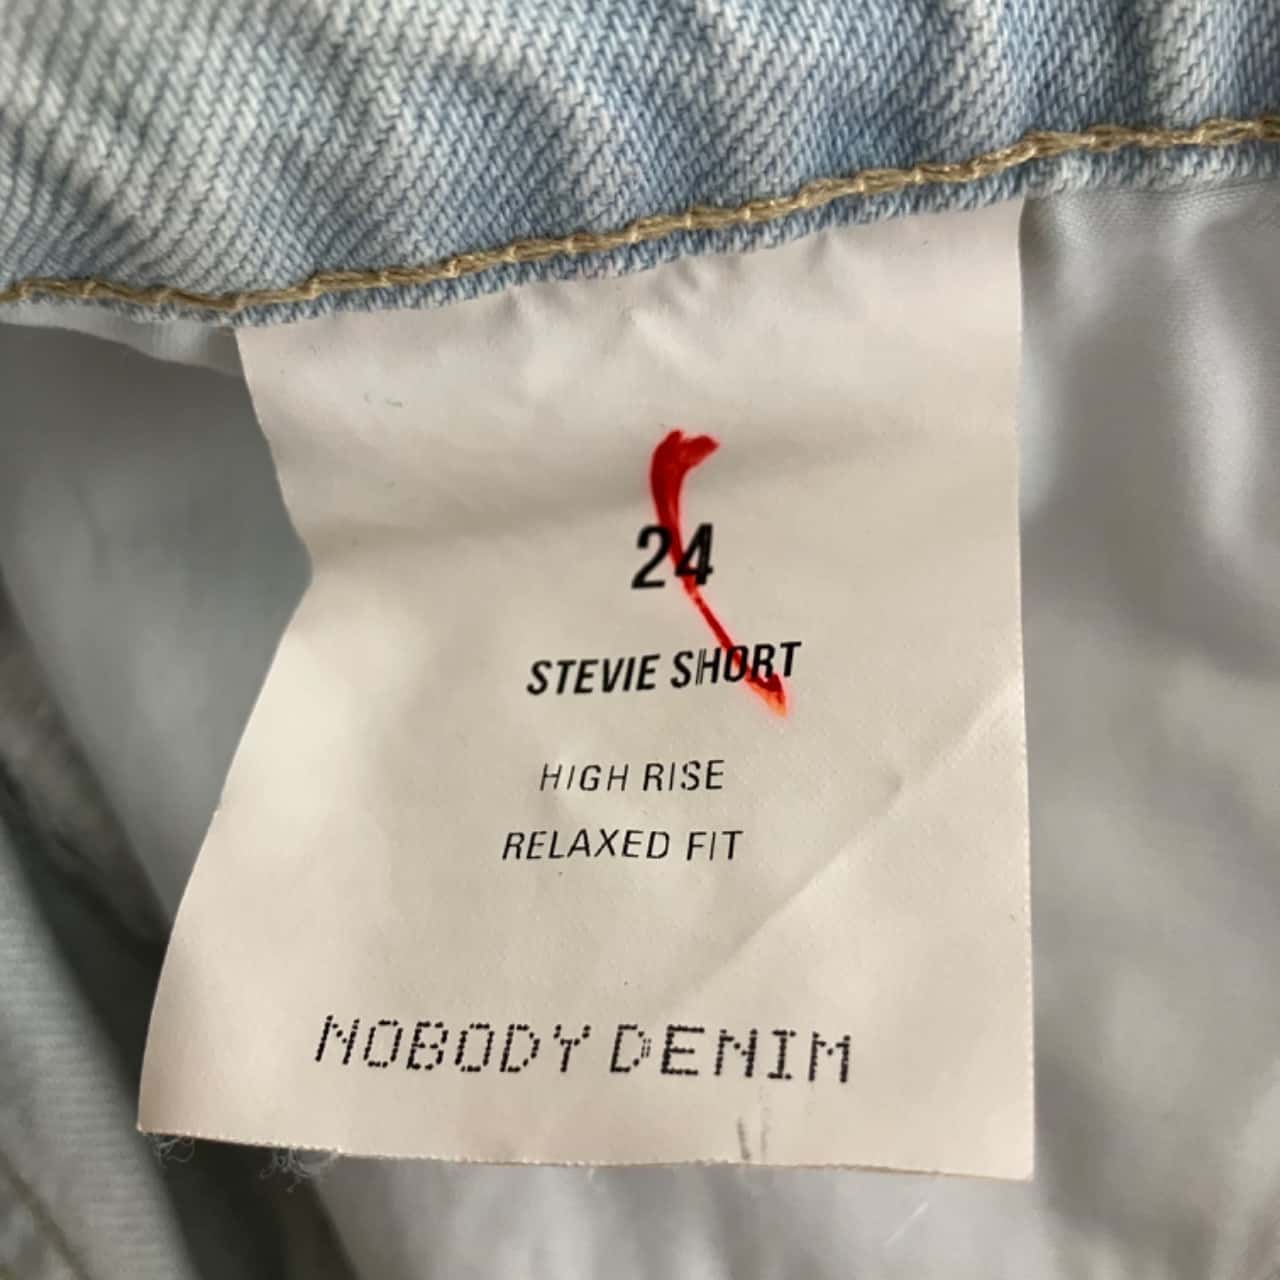 24
STEVIE SHORT
HIGH RISE
RELAXED FIT
NOBODY DENIM